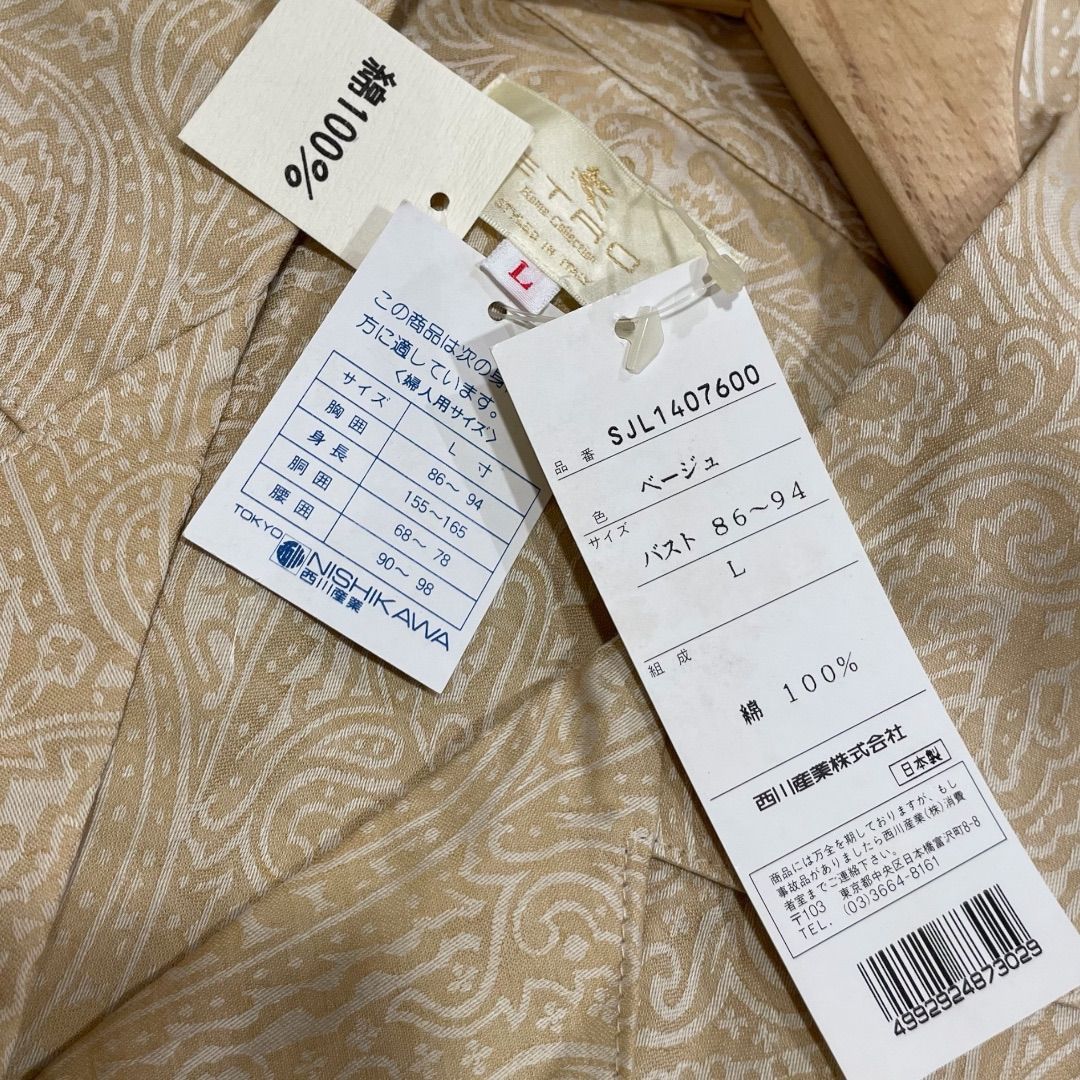 綿100%
ETRO
Home Collection
STYLED IN ITALY
L
この商品は次の身
方に適しています。
〈婦人用サイズ〉
サイズ L 寸
胸囲 86～94
身長 155～165
胴囲 68～78
腰囲 90～98
TOKYO NISHIKAWA
西川産業
品番 SJL1407600
色 ベージュ
サイズ バスト 86～94
L
組成
綿 100%
西川産業株式会社
日本製
商品には万全を期しておりますが、もし
事故品がありましたら西川産業(株)消費
者室までご連絡下さい。
〒103 東京都中央区日本橋富沢町8-8
TEL. (03)3664-8161
4992924873029